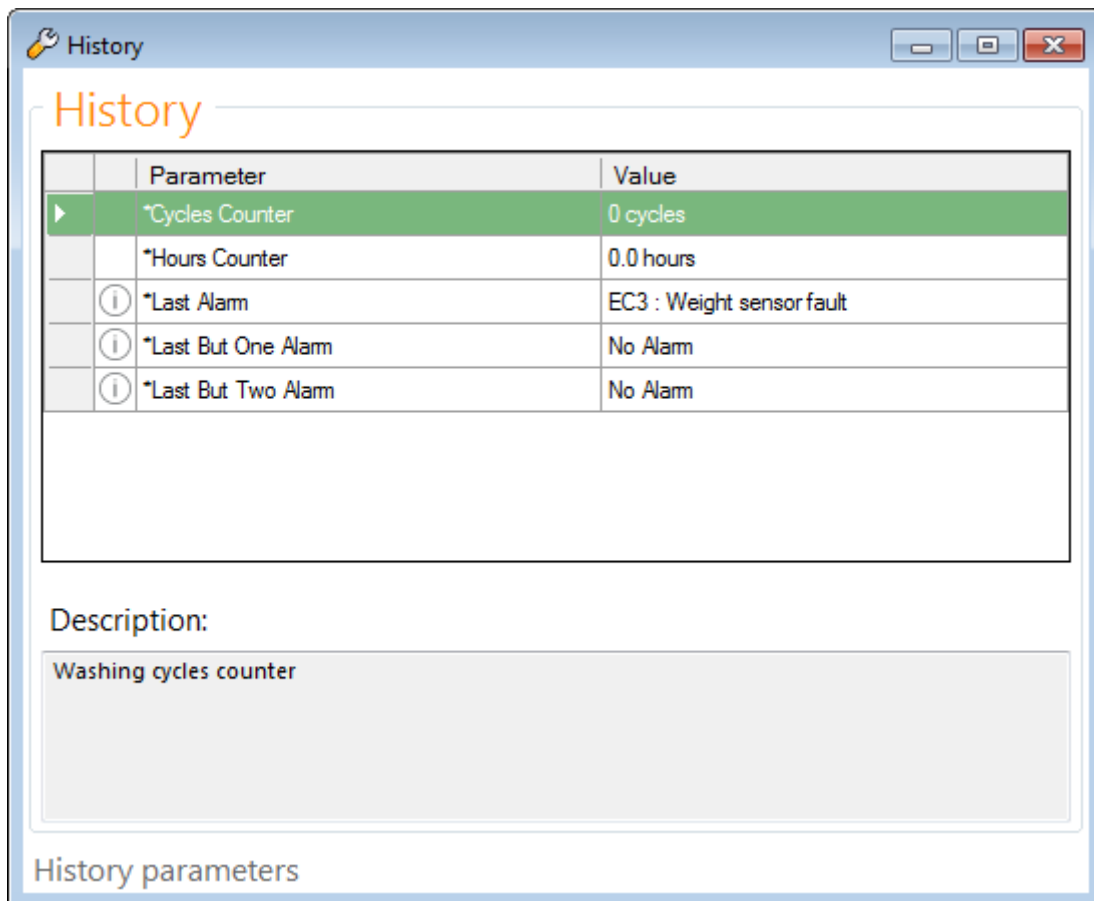 History
History
Parameter Value
*Cycles Counter 0 cycles
*Hours Counter 0.0 hours
*Last Alarm EC3 : Weight sensor fault
*Last But One Alarm No Alarm
*Last But Two Alarm No Alarm
Description:
Washing cycles counter
History parameters